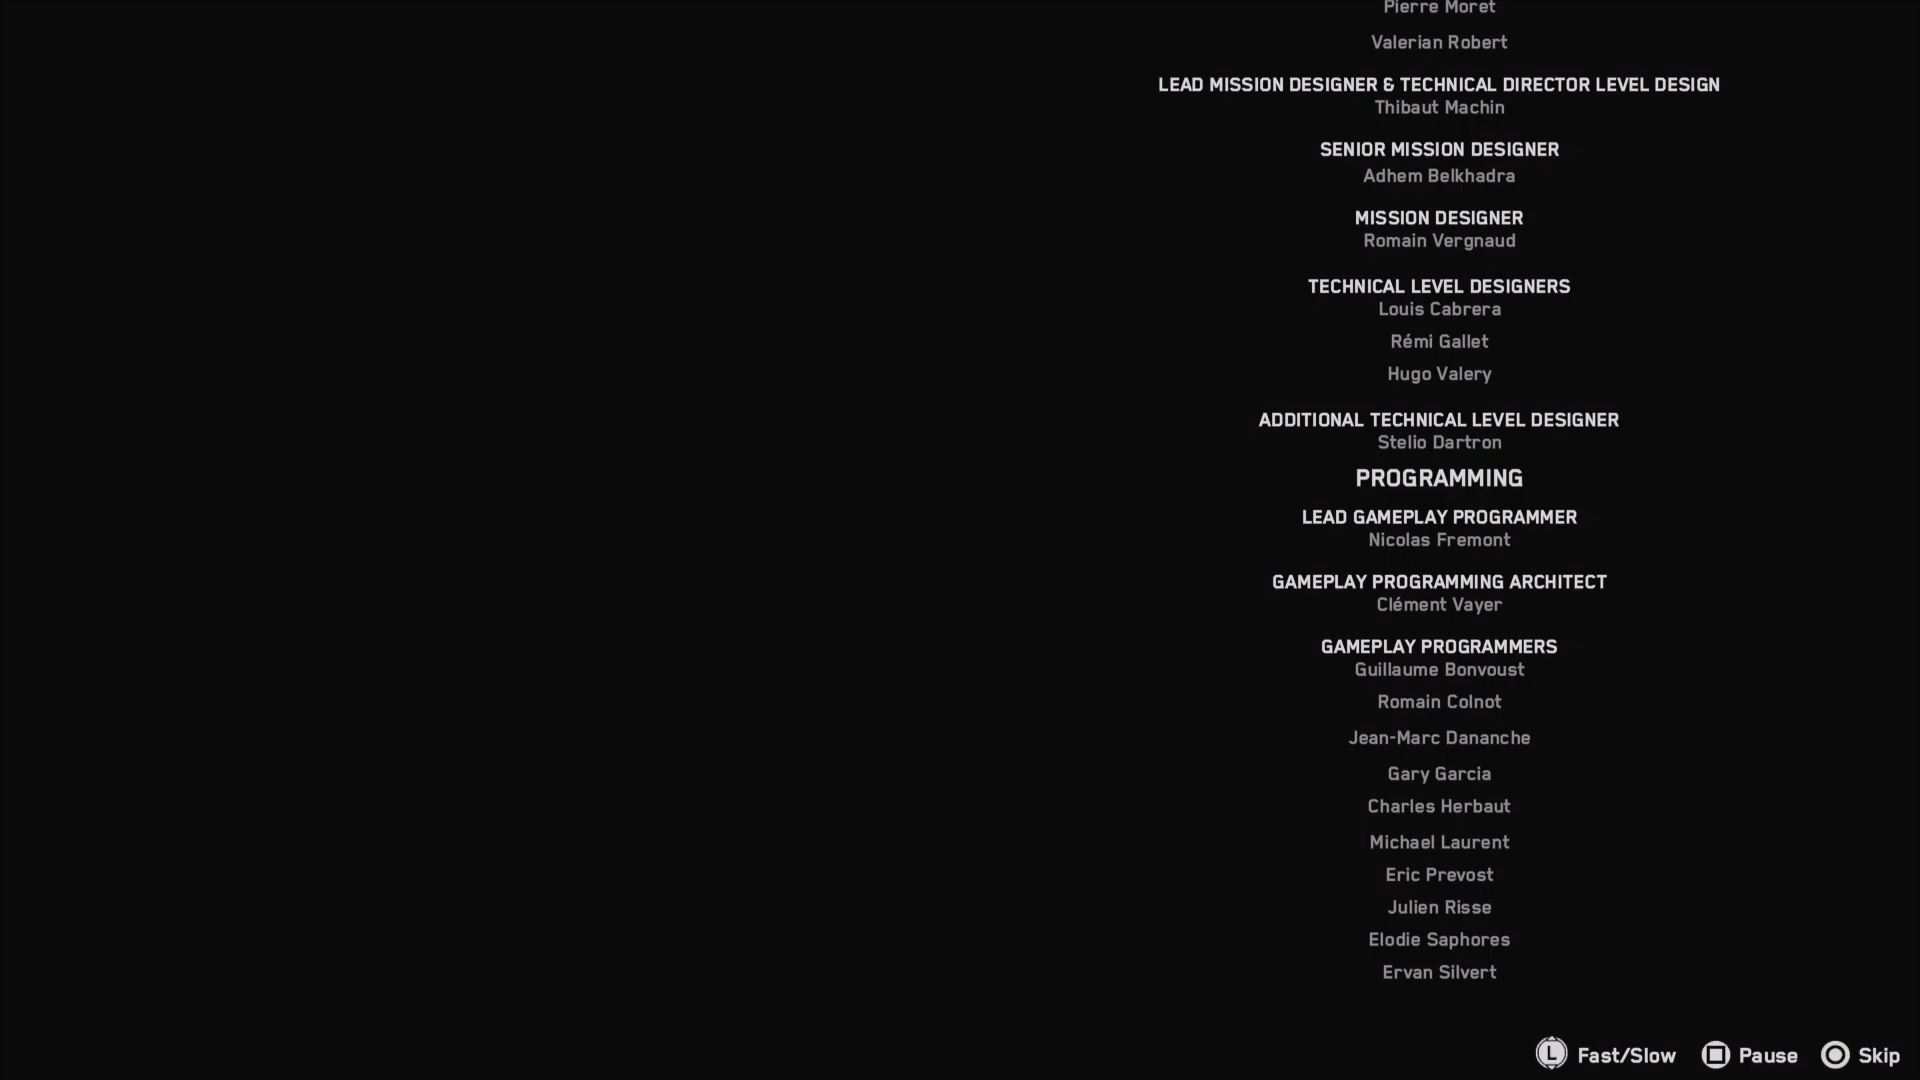 Pierre Moret
Valerian Robert
LEAD MISSION DESIGNER & TECHNICAL DIRECTOR LEVEL DESIGN
Thibaut Machin
SENIOR MISSION DESIGNER
Adhem Belkhadra
MISSION DESIGNER
Romain Vergnaud
TECHNICAL LEVEL DESIGNERS
Louis Cabrera
Rémi Gallet
Hugo Valery
ADDITIONAL TECHNICAL LEVEL DESIGNER
Stelio Dartron
PROGRAMMING
LEAD GAMEPLAY PROGRAMMER
Nicolas Fremont
GAMEPLAY PROGRAMMING ARCHITECT
Clément Vayer
GAMEPLAY PROGRAMMERS
Guillaume Bonvoust
Romain Colnot
Jean-Marc Dananche
Gary Garcia
Charles Herbaut
Michael Laurent
Eric Prevost
Julien Risse
Elodie Saphores
Ervan Silvert
L Fast/Slow Pause Skip